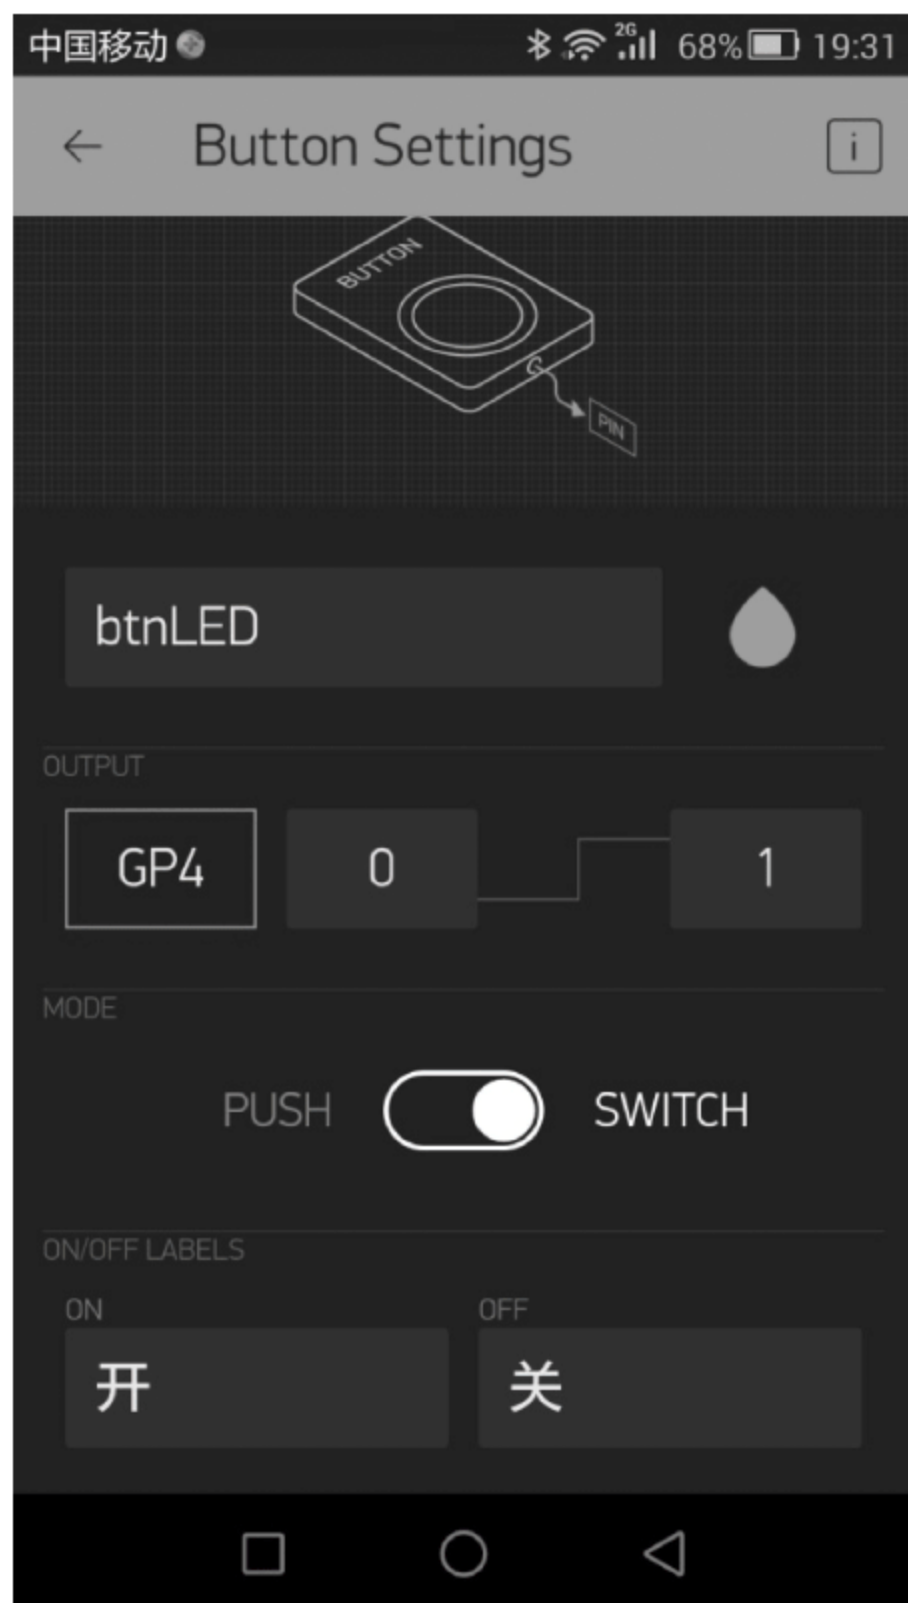 中国移动 2G 68% 19:31
Button Settings i
BUTTON
PIN
btnLED
OUTPUT
GP4 0 1
MODE
PUSH SWITCH
ON/OFF LABELS
ON OFF
开 关